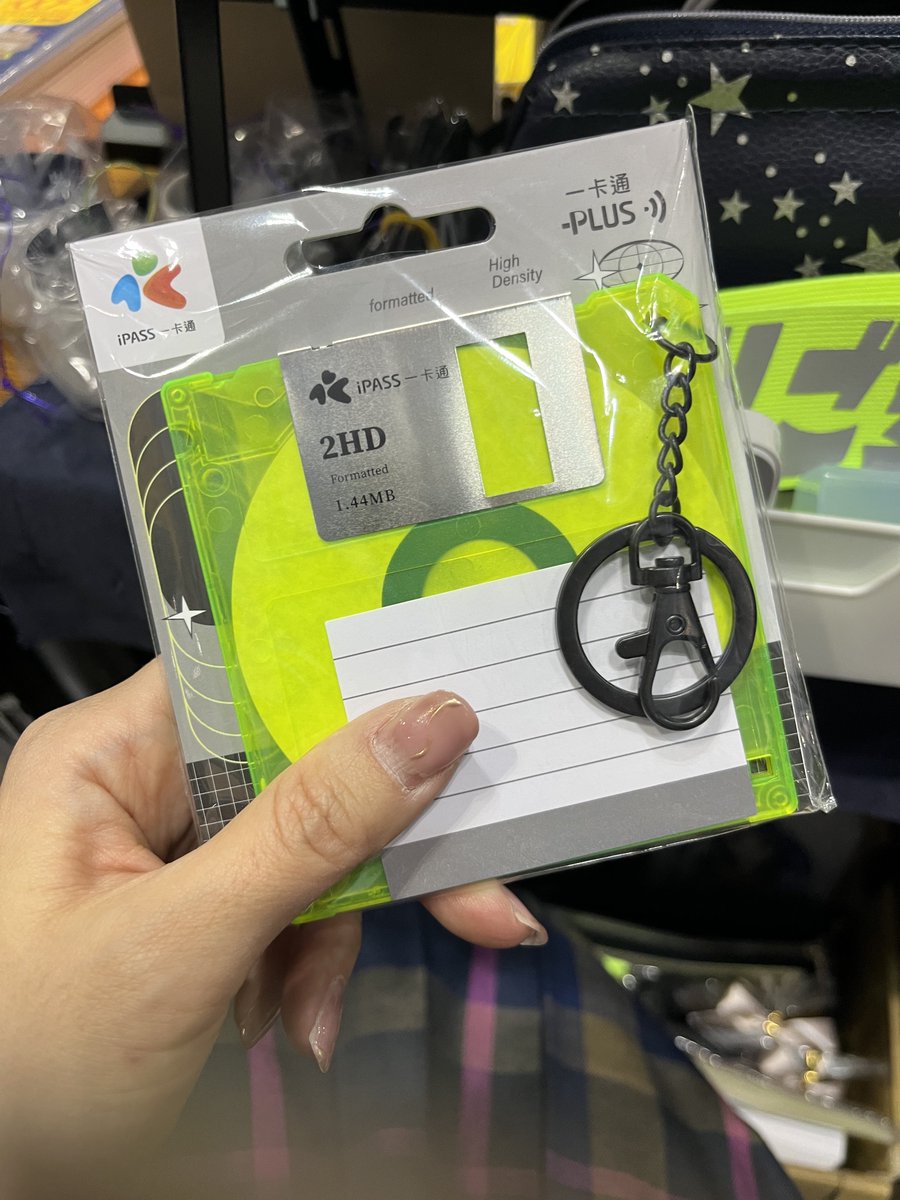 一卡通
-PLUS
High
Density
formatted
iPASS 一卡通
iPASS 一卡通
2HD
Formatted
1.44MB